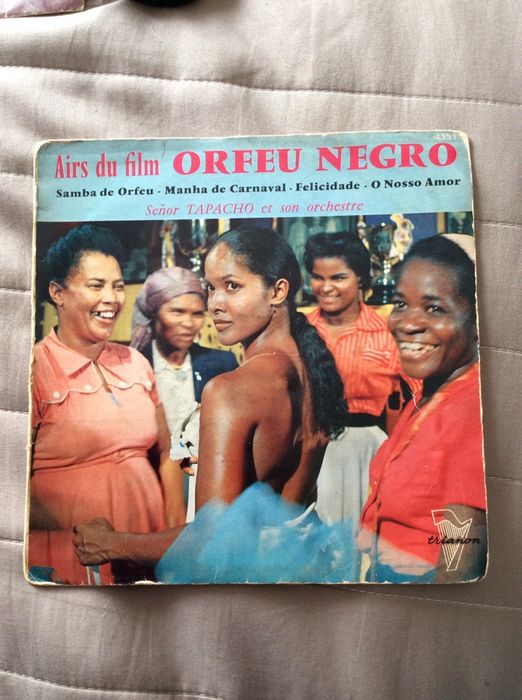 Airs du film ORFEU NEGRO
Samba de Orfeu - Manha de Carnaval - Felicidade - O Nosso Amor
Señor TAPACHO et son orchestre
trianon